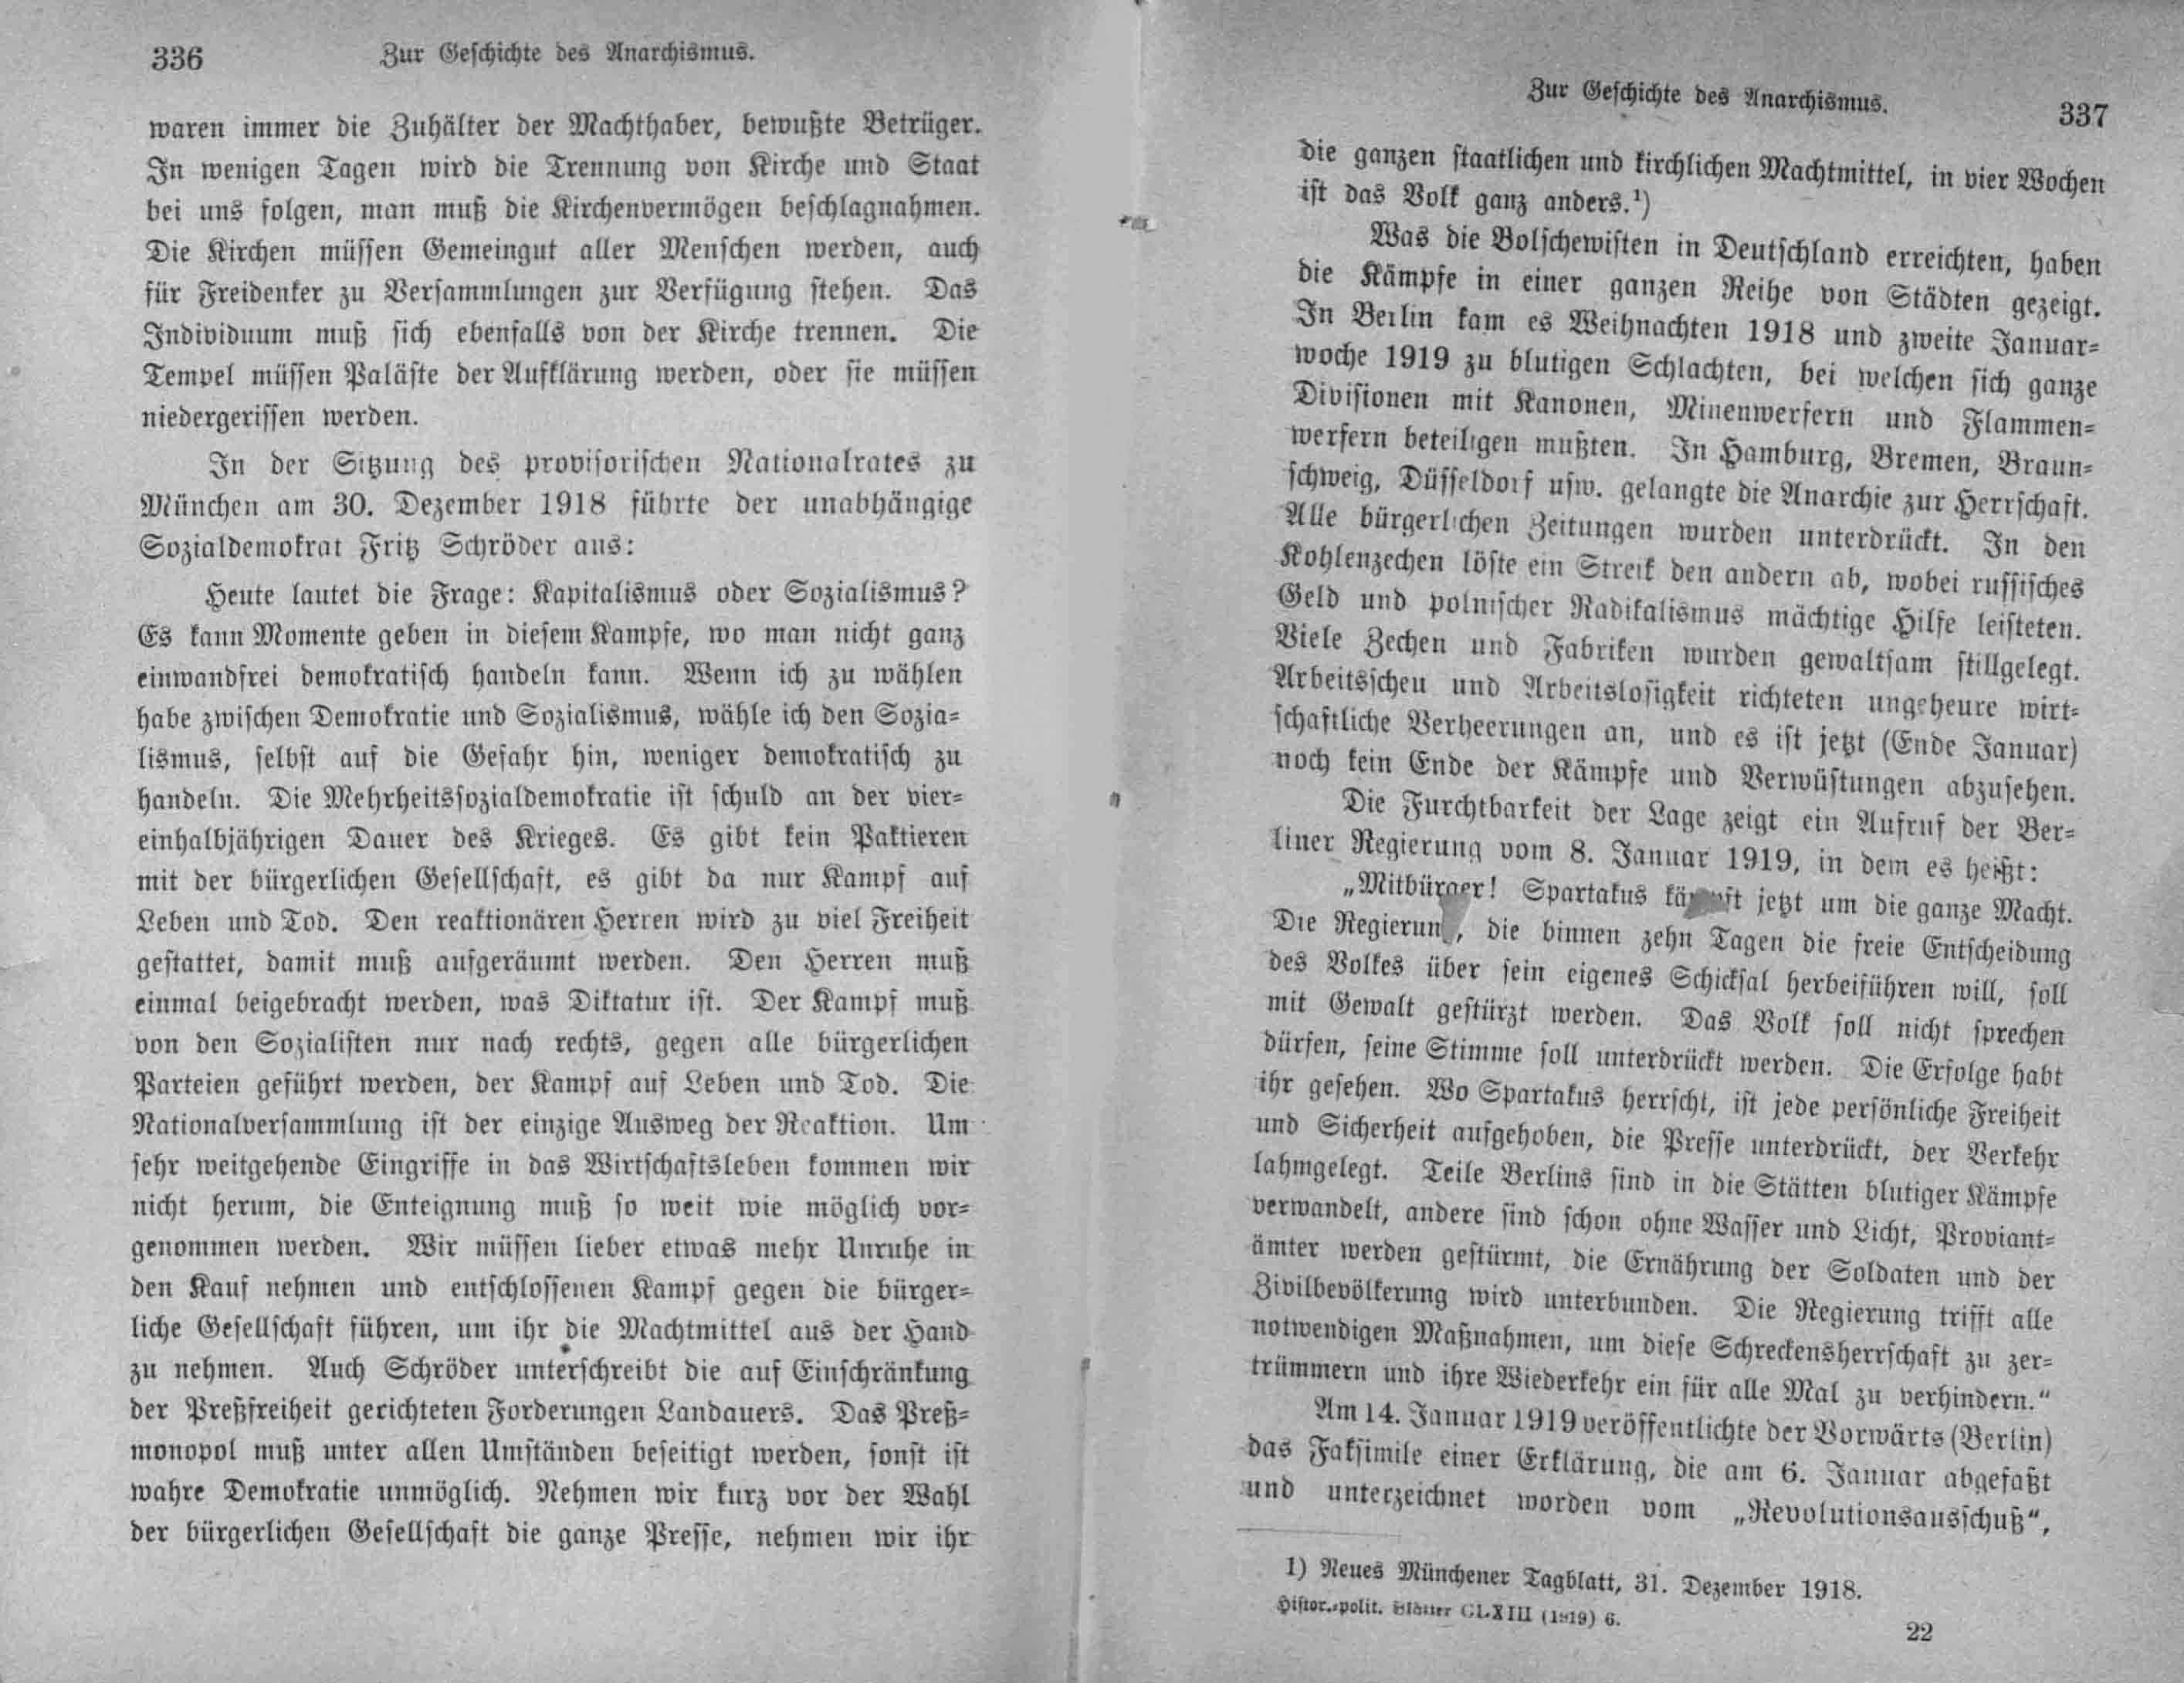 336
Zur Geschichte des Anarchismus.
waren immer die Zuhälter der Machthaber, bewußte Betrüger.
In wenigen Tagen wird die Trennung von Kirche und Staat
bei uns folgen, man muß die Kirchenvermögen beschlagnahmen.
Die Kirchen müssen Gemeingut aller Menschen werden, auch
für Freidenker zu Versammlungen zur Verfügung stehen. Das
Individuum muß sich ebenfalls von der Kirche trennen. Die
Tempel müssen Paläste der Aufklärung werden, oder sie müssen
niedergerissen werden.
In der Sitzung des provisorischen Nationalrates zu
München am 30. Dezember 1918 führte der unabhängige
Sozialdemokrat Fritz Schröder aus:
Heute lautet die Frage: Kapitalismus oder Sozialismus?
Es kann Momente geben in diesem Kampfe, wo man nicht ganz
einwandfrei demokratisch handeln kann. Wenn ich zu wählen
habe zwischen Demokratie und Sozialismus, wähle ich den Sozia-
lismus, selbst auf die Gefahr hin, weniger demokratisch zu
handeln. Die Mehrheitssozialdemokratie ist schuld an der vier-
einhalbjährigen Dauer des Krieges. Es gibt kein Paktieren
mit der bürgerlichen Gesellschaft, es gibt da nur Kampf auf
Leben und Tod. Den reaktionären Herren wird zu viel Freiheit
gestattet, damit muß aufgeräumt werden. Den Herren muß
einmal beigebracht werden, was Diktatur ist. Der Kampf muß
von den Sozialisten nur nach rechts, gegen alle bürgerlichen
Parteien geführt werden, der Kampf auf Leben und Tod. Die
Nationalversammlung ist der einzige Ausweg der Reaktion. Um
sehr weitgehende Eingriffe in das Wirtschaftsleben kommen wir
nicht herum, die Enteignung muß so weit wie möglich vor-
genommen werden. Wir müssen lieber etwas mehr Unruhe in
den Kauf nehmen und entschlossenen Kampf gegen die bürger-
liche Gesellschaft führen, um ihr die Machtmittel aus der Hand
zu nehmen. Auch Schröder unterschreibt die auf Einschränkung
der Preßfreiheit gerichteten Forderungen Landauers. Das Preß-
monopol muß unter allen Umständen beseitigt werden, sonst ist
wahre Demokratie unmöglich. Nehmen wir kurz vor der Wahl
der bürgerlichen Gesellschaft die ganze Presse, nehmen wir ihr
Zur Geschichte des Anarchismus.
337
die ganzen staatlichen und kirchlichen Machtmittel, in vier Wochen
ist das Volk ganz anders.¹)
Was die Bolschewisten in Deutschland erreichten, haben
die Kämpfe in einer ganzen Reihe von Städten gezeigt.
In Berlin kam es Weihnachten 1918 und zweite Januar-
woche 1919 zu blutigen Schlachten, bei welchen sich ganze
Divisionen mit Kanonen, Minenwerfern und Flammen-
werfern beteiligen mußten. In Hamburg, Bremen, Braun-
schweig, Düsseldorf usw. gelangte die Anarchie zur Herrschaft.
Alle bürgerlichen Zeitungen wurden unterdrückt. In den
Kohlenzechen löste ein Streik den andern ab, wobei russisches
Geld und polnischer Radikalismus mächtige Hilfe leisteten.
Viele Zechen und Fabriken wurden gewaltsam stillgelegt.
Arbeitsscheu und Arbeitslosigkeit richteten ungeheure wirt-
schaftliche Verheerungen an, und es ist jetzt (Ende Januar)
noch kein Ende der Kämpfe und Verwüstungen abzusehen.
Die Furchtbarkeit der Lage zeigt ein Aufruf der Ber-
liner Regierung vom 8. Januar 1919, in dem es heißt:
„Mitbürger! Spartakus kämpft jetzt um die ganze Macht.
Die Regierung, die binnen zehn Tagen die freie Entscheidung
des Volkes über sein eigenes Schicksal herbeiführen will, soll
mit Gewalt gestürzt werden. Das Volk soll nicht sprechen
dürfen, seine Stimme soll unterdrückt werden. Die Erfolge habt
ihr gesehen. Wo Spartakus herrscht, ist jede persönliche Freiheit
und Sicherheit aufgehoben, die Presse unterdrückt, der Verkehr
lahmgelegt. Teile Berlins sind in die Stätten blutiger Kämpfe
verwandelt, andere sind schon ohne Wasser und Licht, Proviant-
ämter werden gestürmt, die Ernährung der Soldaten und der
Zivilbevölkerung wird unterbunden. Die Regierung trifft alle
notwendigen Maßnahmen, um diese Schreckensherrschaft zu zer-
trümmern und ihre Wiederkehr ein für alle Mal zu verhindern.“
Am 14. Januar 1919 veröffentlichte der Vorwärts (Berlin)
das Faksimile einer Erklärung, die am 6. Januar abgefaßt
und unterzeichnet worden vom „Revolutionsausschuß“,
1) Neues Münchener Tagblatt, 31. Dezember 1918.
Histor.-polit. Blätter CLXIII (1919) 6.
22